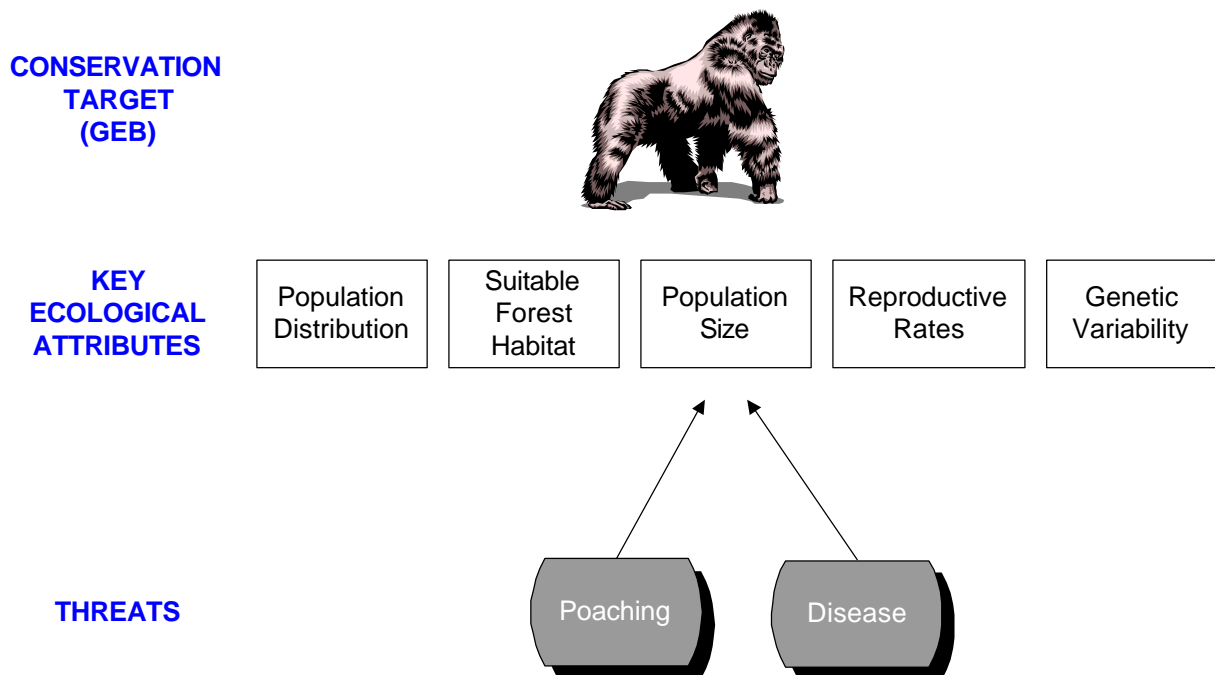 CONSERVATION
TARGET
(GEB)
KEY
ECOLOGICAL
ATTRIBUTES
Population
Distribution
Suitable
Forest
Habitat
Population
Size
Reproductive
Rates
Genetic
Variability
THREATS
Poaching
Disease